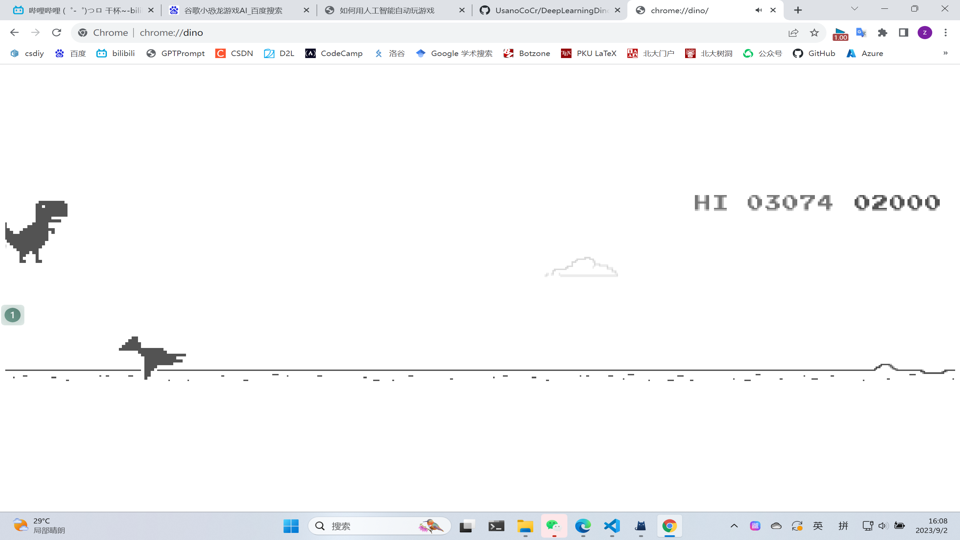 哔哩哔哩 (゜-゜)つロ 干杯~-bili
谷歌小恐龙游戏AI_百度搜索
如何用人工智能自动玩游戏
UsanoCoCr/DeepLearningDin
chrome://dino/
Chrome | chrome://dino
1.00
z
csdiy
百度
bilibili
GPTPrompt
CSDN
D2L
CodeCamp
洛谷
Google 学术搜索
Botzone
PKU LaTeX
北大门户
北大树洞
公众号
GitHub
Azure
»
HI 03074 02000
1
29°C
局部晴朗
搜索
英
拼
16:08
2023/9/2